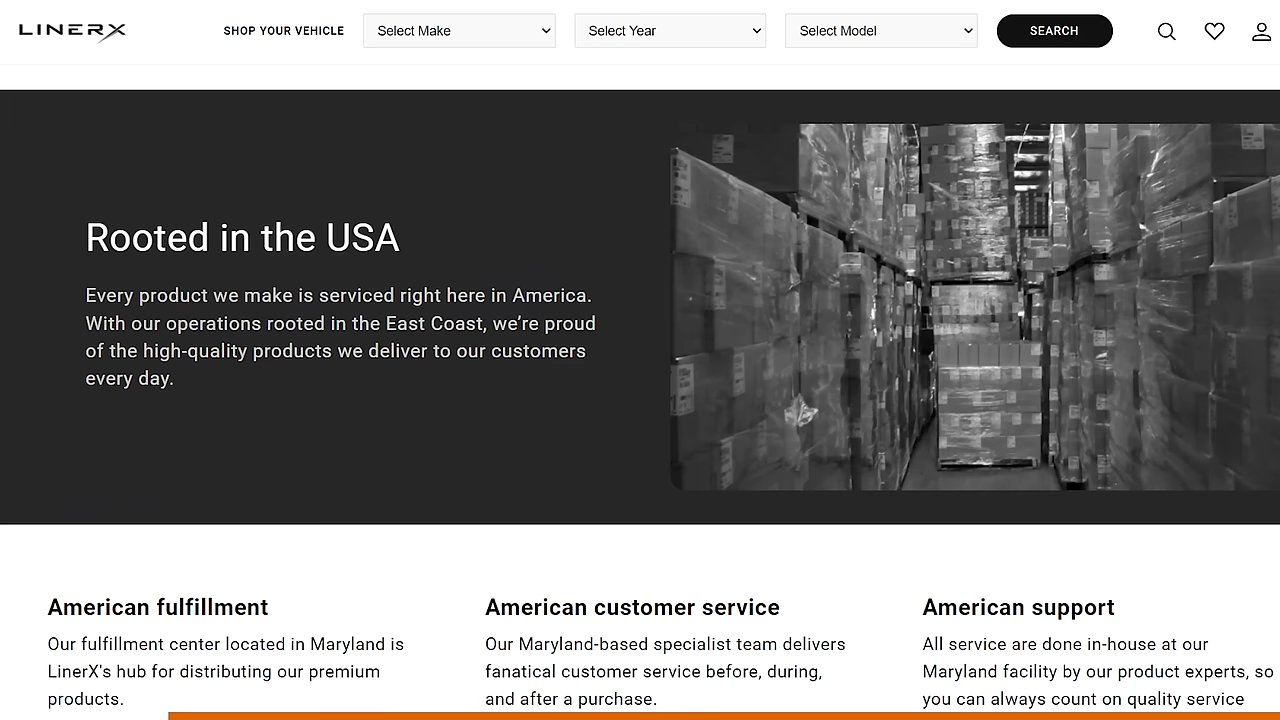 LINERX
SHOP YOUR VEHICLE
Select Make
Select Year
Select Model
SEARCH
Rooted in the USA
Every product we make is serviced right here in America.
With our operations rooted in the East Coast, we’re proud
of the high-quality products we deliver to our customers
every day.
American fulfillment
Our fulfillment center located in Maryland is
LinerX's hub for distributing our premium
products.
American customer service
Our Maryland-based specialist team delivers
fanatical customer service before, during,
and after a purchase.
American support
All service are done in-house at our
Maryland facility by our product experts, so
you can always count on quality service